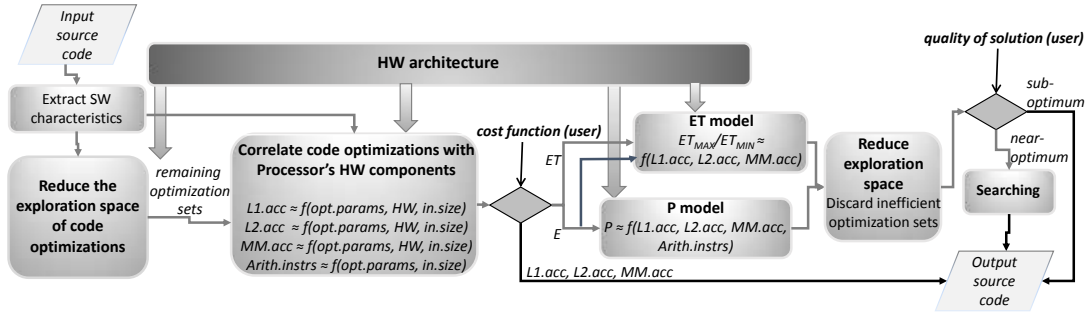 Input
source
code
HW architecture
quality of solution (user)
Extract SW
characteristics
sub-
optimum
near-
optimum
cost function (user)
ET
E
ET model
ET_MAX/ET_MIN ≈
f(L1.acc, L2.acc, MM.acc)
Reduce the
exploration space
of code
optimizations
remaining
optimization
sets
Correlate code optimizations with
Processor's HW components
L1.acc ≈ f(opt.params, HW, in.size)
L2.acc ≈ f(opt.params, HW, in.size)
MM.acc ≈ f(opt.params, HW, in.size)
Arith.instrs ≈ f(opt.params, in.size)
P model
P ≈ f(L1.acc, L2.acc, MM.acc,
Arith.instrs)
Reduce
exploration
space
Discard inefficient
optimization sets
Searching
L1.acc, L2.acc, MM.acc
Output
source
code